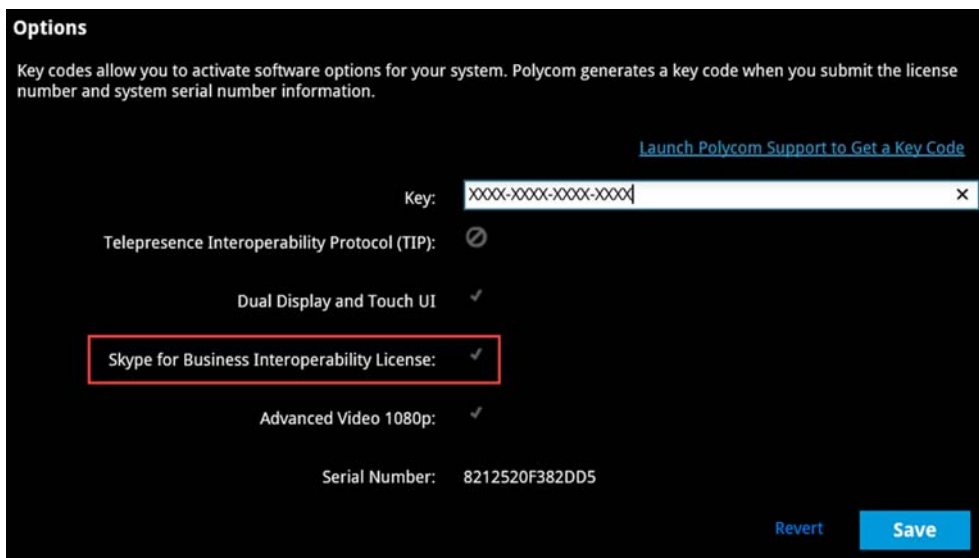 Options
Key codes allow you to activate software options for your system. Polycom generates a key code when you submit the license
number and system serial number information.
Launch Polycom Support to Get a Key Code
Key: XXXX-XXXX-XXXX-XXXX
Telepresence Interoperability Protocol (TIP):
Dual Display and Touch UI
Skype for Business Interoperability License:
Advanced Video 1080p:
Serial Number: 8212520F382DD5
Revert Save